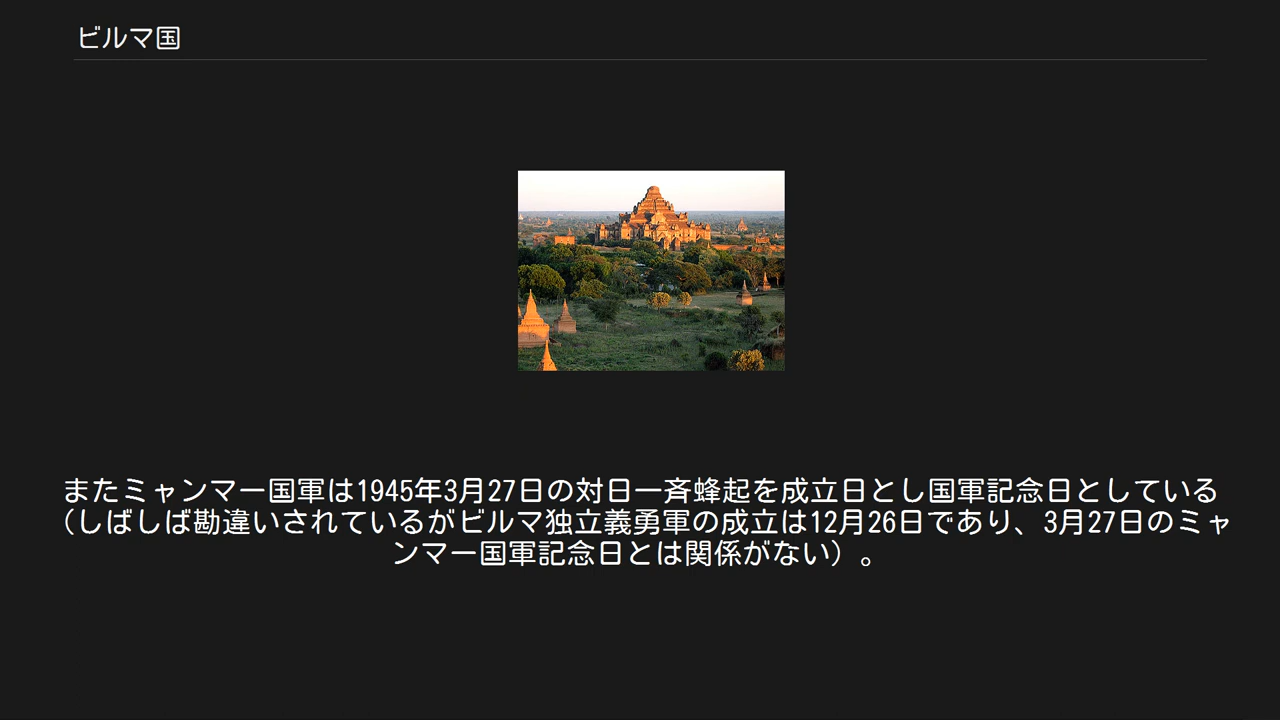 ビルマ国
またミャンマー国軍は1945年3月27日の対日一斉蜂起を成立日とし国軍記念日としている
(しばしば勘違いされているがビルマ独立義勇軍の成立は12月26日であり、3月27日のミャ
ンマー国軍記念日とは関係がない）。